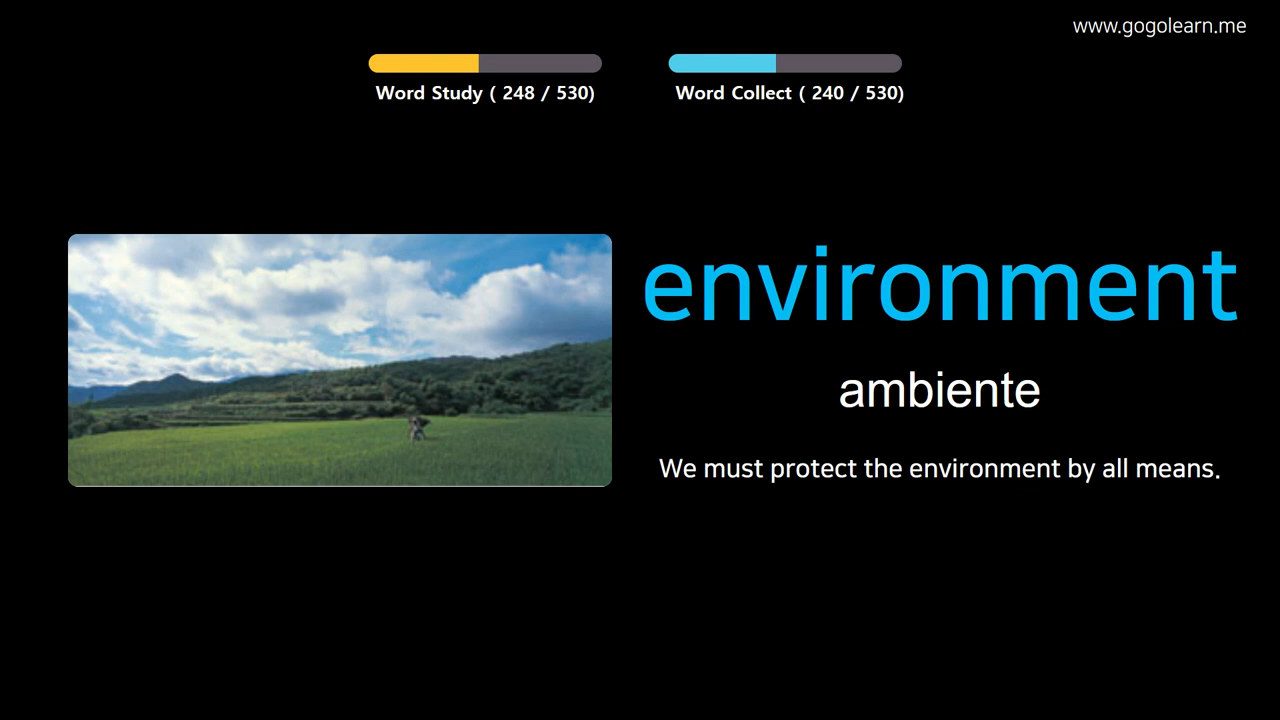 www.gogolearn.me
Word Study ( 248 / 530)
Word Collect ( 240 / 530)
environment
ambiente
We must protect the environment by all means.